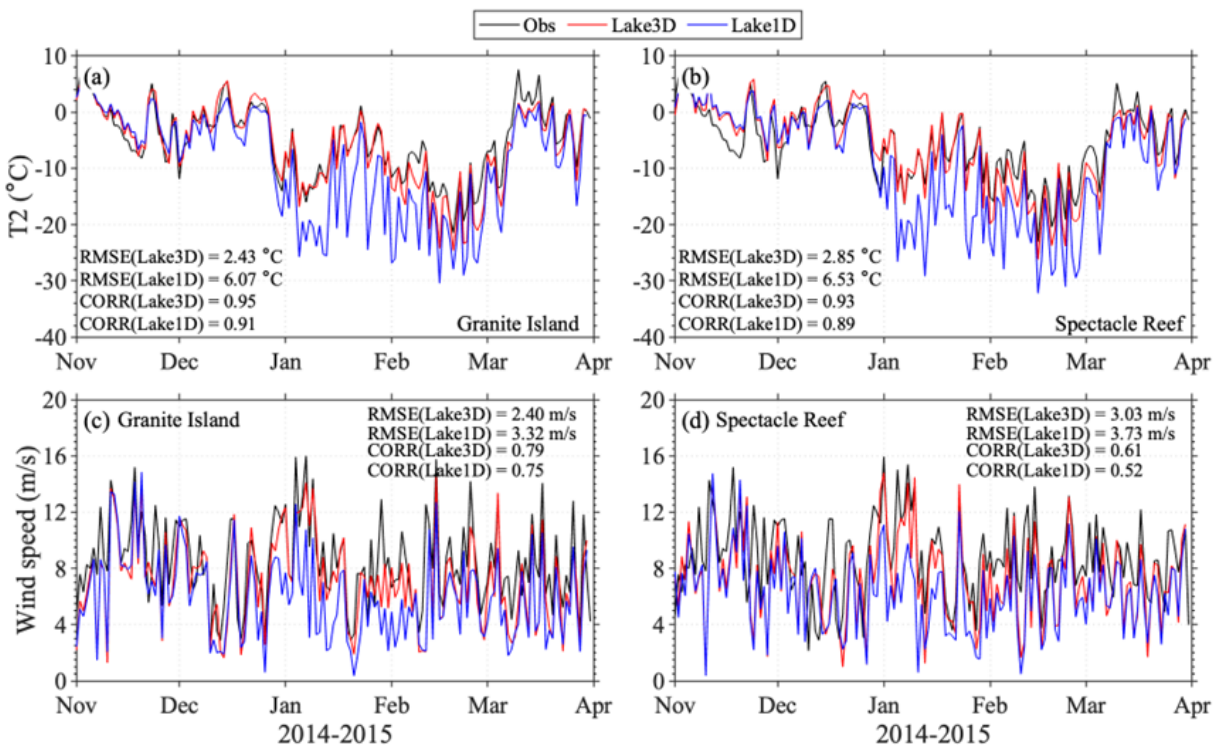 Obs Lake3D Lake1D
(a)
(b)
10
0
-10
-20
-30
-40
T2 (°C)
RMSE(Lake3D) = 2.43 °C
RMSE(Lake1D) = 6.07 °C
CORR(Lake3D) = 0.95
CORR(Lake1D) = 0.91
Granite Island
Nov Dec Jan Feb Mar Apr
10
0
-10
-20
-30
-40
RMSE(Lake3D) = 2.85 °C
RMSE(Lake1D) = 6.53 °C
CORR(Lake3D) = 0.93
CORR(Lake1D) = 0.89
Spectacle Reef
Nov Dec Jan Feb Mar Apr
(c) Granite Island
20
16
12
8
4
0
Wind speed (m/s)
RMSE(Lake3D) = 2.40 m/s
RMSE(Lake1D) = 3.32 m/s
CORR(Lake3D) = 0.79
CORR(Lake1D) = 0.75
Nov Dec Jan Feb Mar Apr
2014-2015
(d) Spectacle Reef
20
16
12
8
4
0
RMSE(Lake3D) = 3.03 m/s
RMSE(Lake1D) = 3.73 m/s
CORR(Lake3D) = 0.61
CORR(Lake1D) = 0.52
Nov Dec Jan Feb Mar Apr
2014-2015